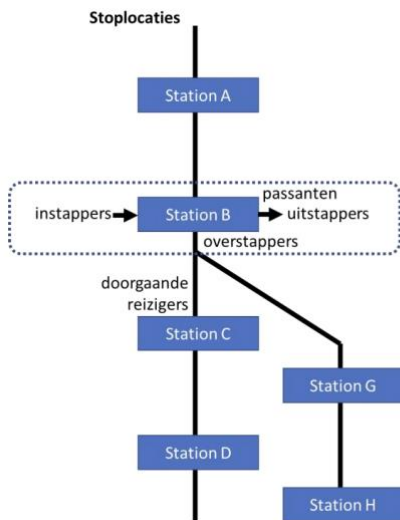 Stoplocaties
Station A
passanten
instappers
Station B
uitstappers
overstappers
doorgaande
reizigers
Station C
Station G
Station D
Station H